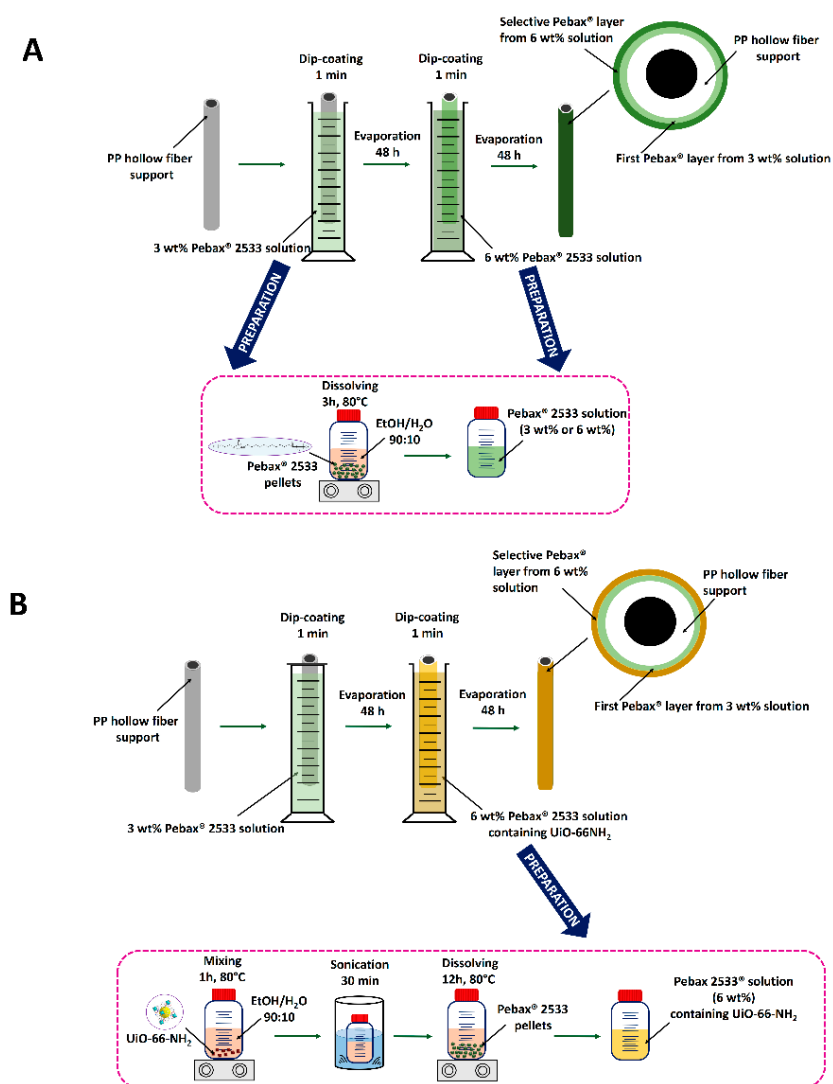 A
Selective Pebax® layer
from 6 wt% solution
PP hollow fiber
support
Dip-coating
1 min
Dip-coating
1 min
Evaporation
48 h
Evaporation
48 h
PP hollow fiber
support
First Pebax® layer from 3 wt% solution
3 wt% Pebax® 2533 solution
6 wt% Pebax® 2533 solution
PREPARATION
PREPARATION
Dissolving
3h, 80°C
EtOH/H2O
90:10
Pebax® 2533
pellets
Pebax® 2533 solution
(3 wt% or 6 wt%)
B
Selective Pebax®
layer from 6 wt%
solution
PP hollow fiber
support
Dip-coating
1 min
Dip-coating
1 min
Evaporation
48 h
Evaporation
48 h
PP hollow fiber
support
First Pebax® layer from 3 wt% sloution
3 wt% Pebax® 2533 solution
6 wt% Pebax® 2533 solution
containing UiO-66NH2
PREPARATION
Mixing
1h, 80°C
EtOH/H2O
90:10
UiO-66-NH2
Sonication
30 min
Dissolving
12h, 80°C
Pebax® 2533
pellets
Pebax 2533® solution
(6 wt%)
containing UiO-66-NH2